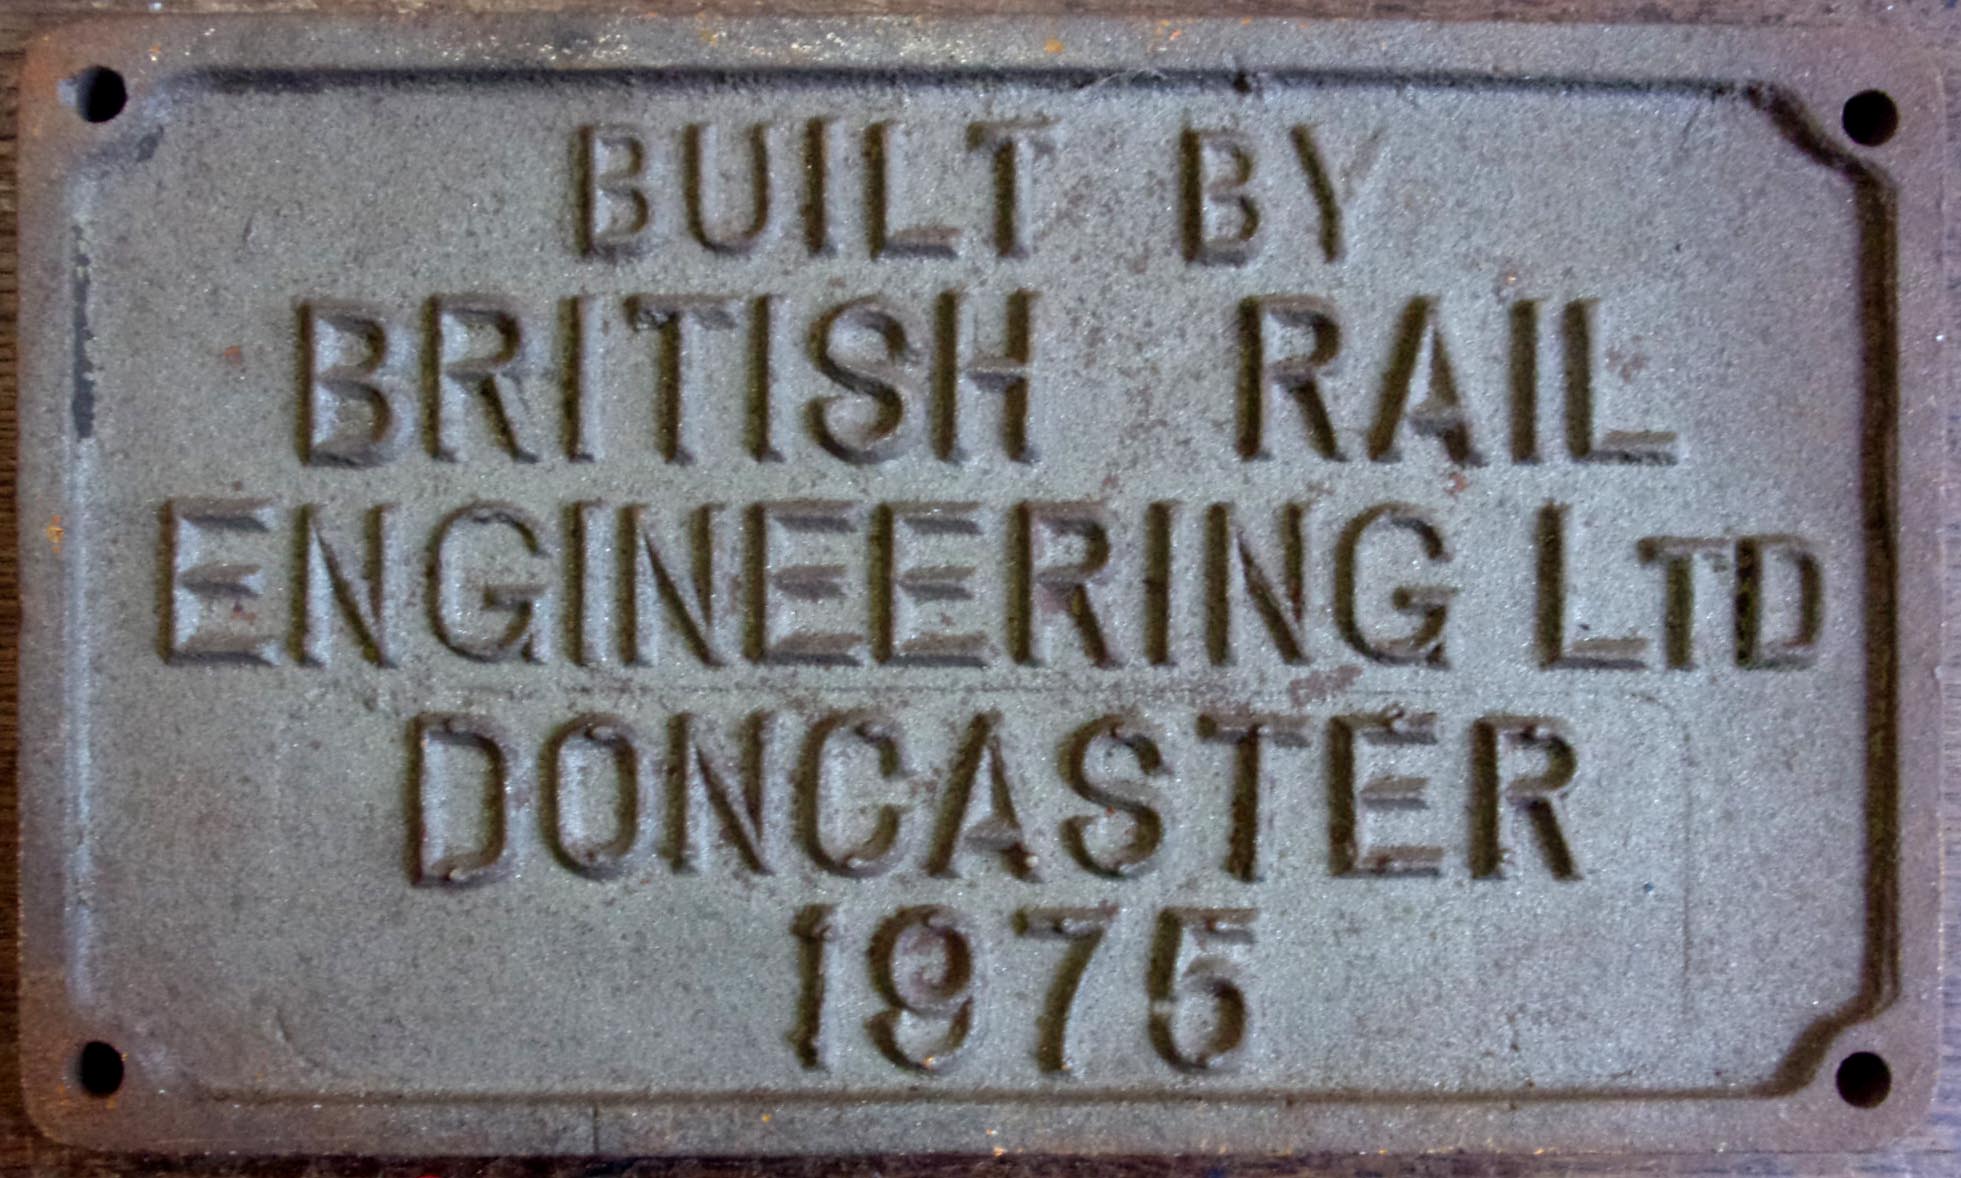 BUILT BY
BRITISH RAIL
ENGINEERING LTD
DONCASTER
1975